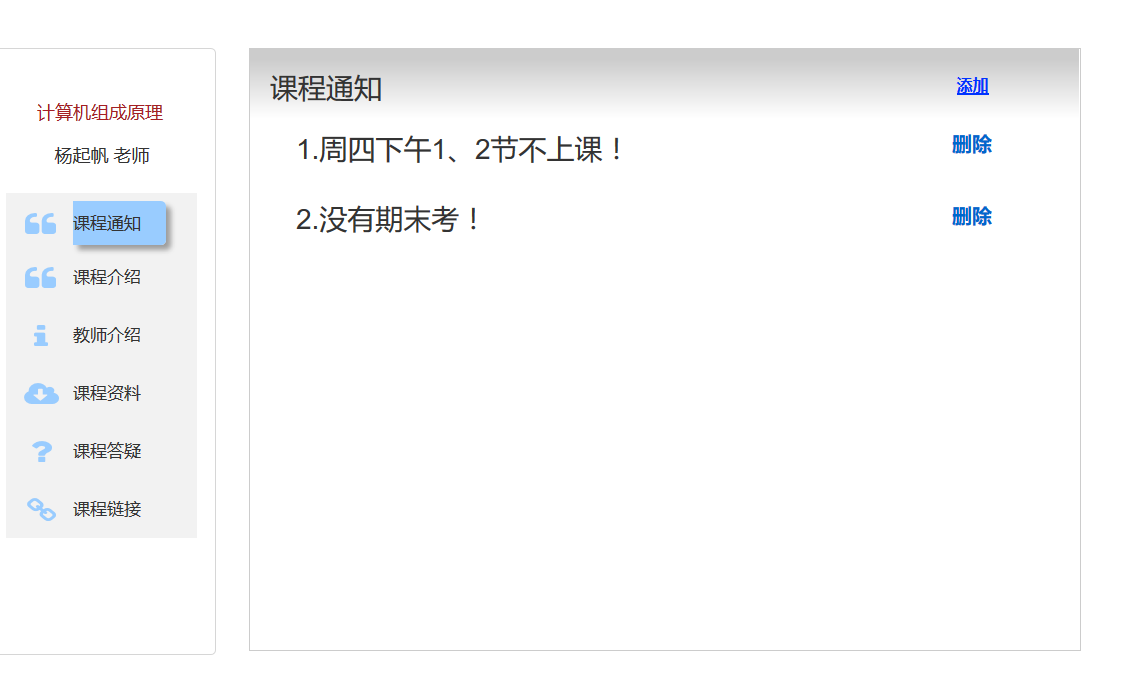 计算机组成原理
杨起帆 老师
课程通知
课程介绍
教师介绍
课程资料
课程答疑
课程链接
课程通知 添加
1.周四下午1、2节不上课！ 删除
2.没有期末考！ 删除